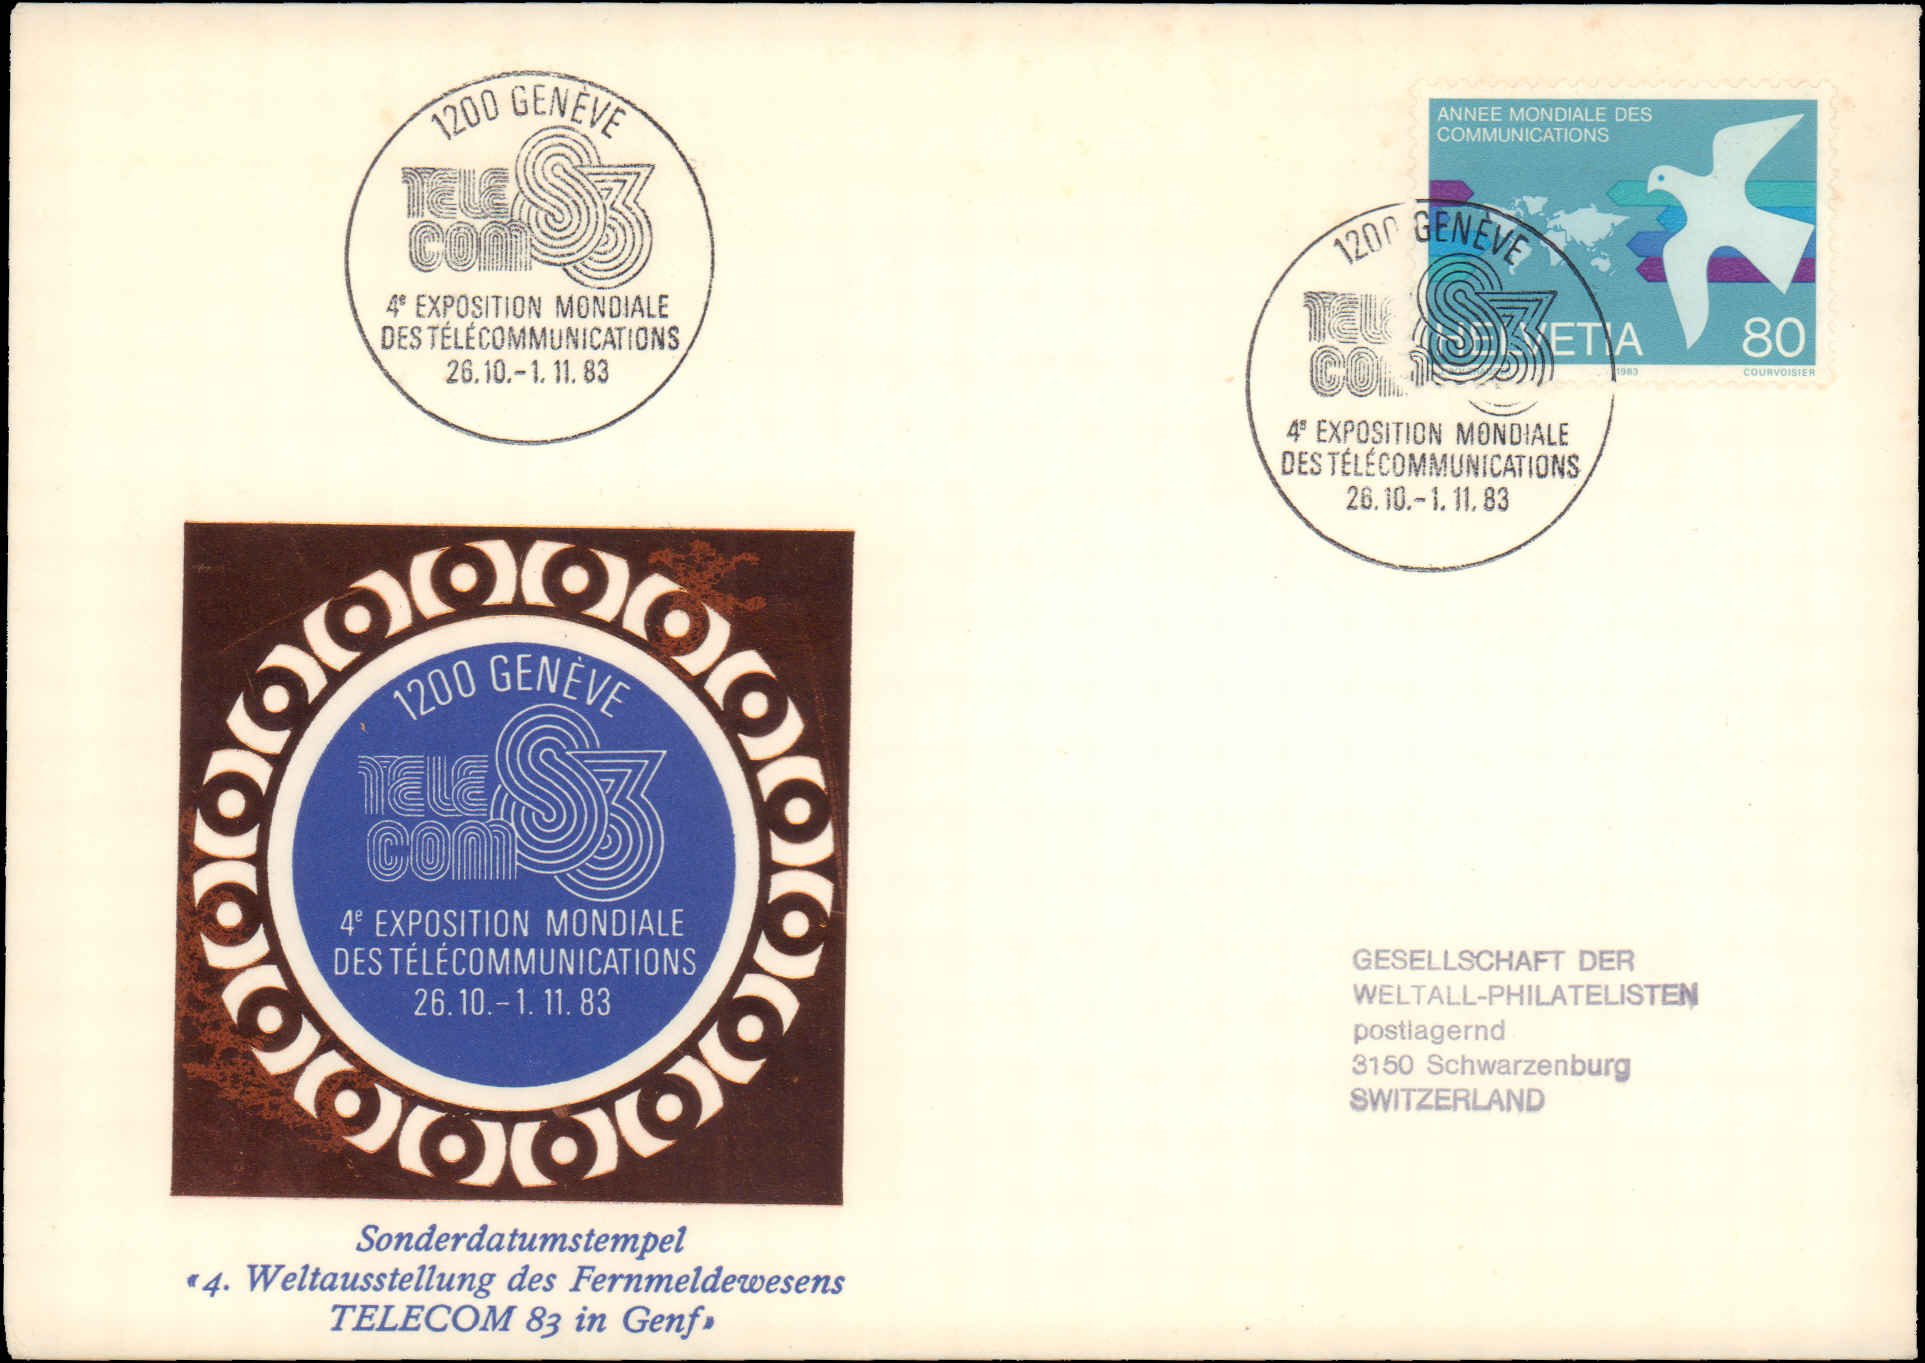 1200 GENÈVE
TELE
COM 83
4e EXPOSITION MONDIALE
DES TÉLÉCOMMUNICATIONS
26.10.-1.11.83
ANNEE MONDIALE DES
COMMUNICATIONS
HELVETIA 80
1983 COURVOISIER
1200 GENÈVE
TELE
COM 83
4e EXPOSITION MONDIALE
DES TÉLÉCOMMUNICATIONS
26.10.-1.11.83
1200 GENÈVE
TELE
COM 83
4e EXPOSITION MONDIALE
DES TÉLÉCOMMUNICATIONS
26.10.-1.11.83
Sonderdatumstempel
«4. Weltausstellung des Fernmeldewesens
TELECOM 83 in Genf»
GESELLSCHAFT DER
WELTALL-PHILATELISTEN
postlagernd
3150 Schwarzenburg
SWITZERLAND